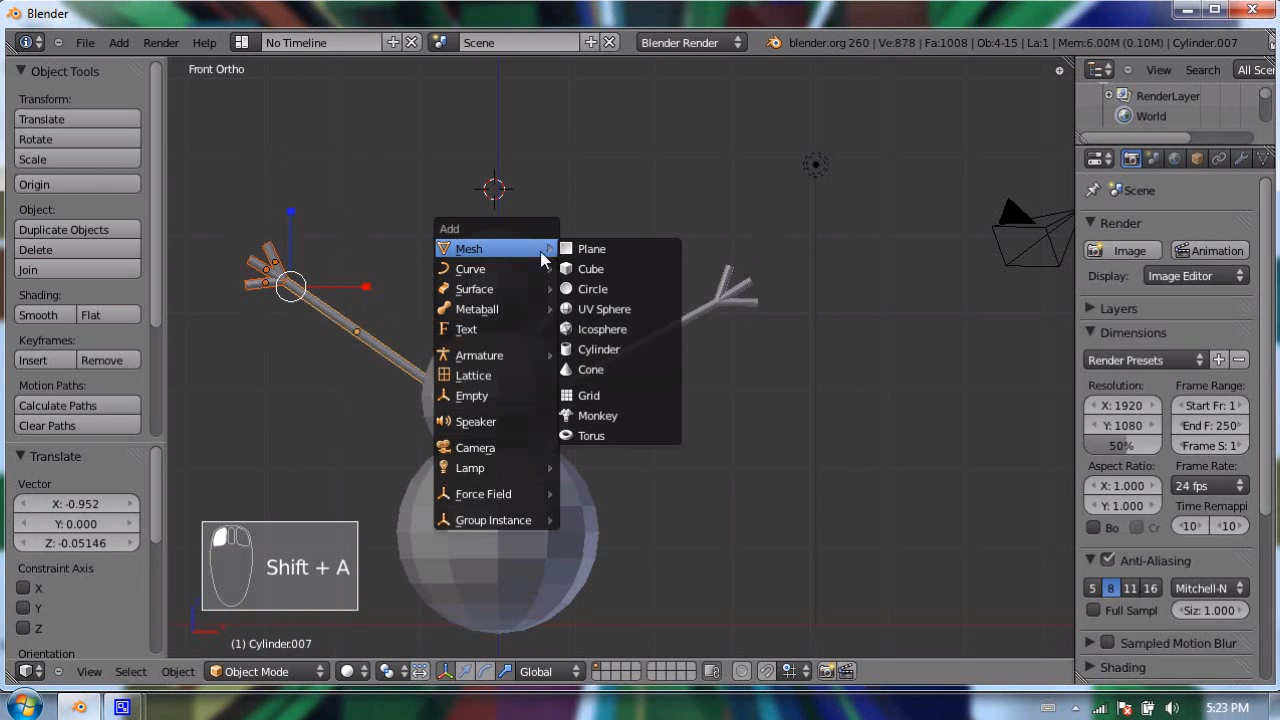 Blender
File Add Render Help No Timeline Scene Blender Render blender.org 260 | Ve:878 | Fa:1008 | Ob:4-15 | La:1 | Mem:6.00M (0.10M) | Cylinder.007
Object Tools
Transform:
Translate
Rotate
Scale
Origin
Object:
Duplicate Objects
Delete
Join
Shading:
Smooth Flat
Keyframes:
Insert Remove
Motion Paths:
Calculate Paths
Clear Paths
Translate
Vector
X: -0.952
Y: 0.000
Z: -0.05146
Constraint Axis
X
Y
Z
Orientation
Front Ortho
Add
Mesh
Curve
Surface
Metaball
Text
Armature
Lattice
Empty
Speaker
Camera
Lamp
Force Field
Group Instance
Plane
Cube
Circle
UV Sphere
Icosphere
Cylinder
Cone
Grid
Monkey
Torus
Shift + A
(1) Cylinder.007
View Select Object Object Mode Global
View Search All Scen
RenderLayer
World
Scene
Render
Image Animation
Display: Image Editor
Layers
Dimensions
Render Presets
Resolution: Frame Range:
X: 1920 Start Fr: 1
Y: 1080 End F: 250
50% Frame S: 1
Aspect Ratio: Frame Rate:
X: 1.000 24 fps
Y: 1.000 Time Remappi
Bo Cr 10 10
Anti-Aliasing
5 8 11 16 Mitchell-N
Full Sampl Siz: 1.000
Sampled Motion Blur
Shading
5:23 PM